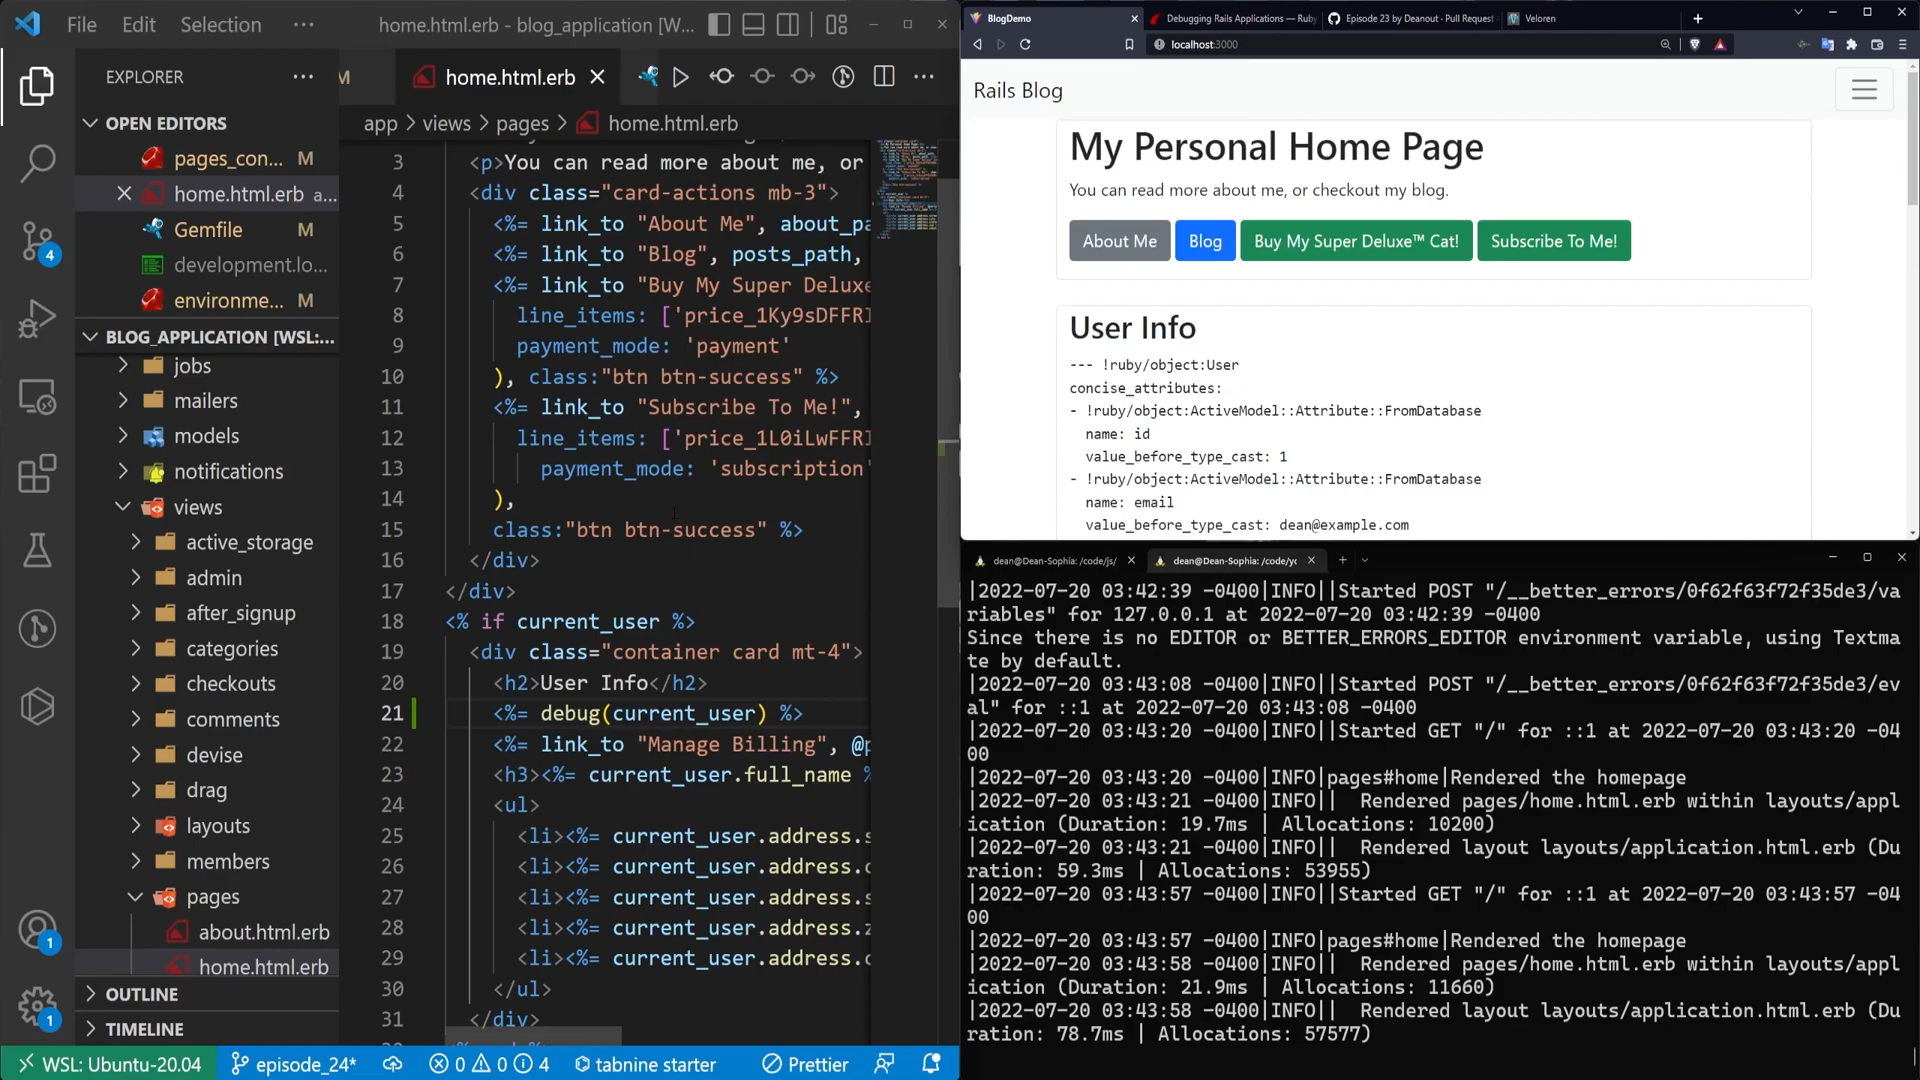 File Edit Selection ··· home.html.erb - blog_application [W...
EXPLORER ···
OPEN EDITORS
pages_con... M
home.html.erb a...
Gemfile M
development.lo...
environme... M
BLOG_APPLICATION [WSL:...
jobs
mailers
models
notifications
views
active_storage
admin
after_signup
categories
checkouts
comments
devise
drag
layouts
members
pages
about.html.erb
home.html.erb
OUTLINE
TIMELINE
4
1
1
M home.html.erb
app > views > pages > home.html.erb
3 <p>You can read more about me, or
4 <div class="card-actions mb-3">
5 <%= link_to "About Me", about_pa
6 <%= link_to "Blog", posts_path,
7 <%= link_to "Buy My Super Deluxe
8 line_items: ['price_1Ky9sDFFRI
9 payment_mode: 'payment'
10 ), class:"btn btn-success" %>
11 <%= link_to "Subscribe To Me!",
12 line_items: ['price_1L0iLwFFRI
13 payment_mode: 'subscription'
14 ),
15 class:"btn btn-success" %>
16 </div>
17 </div>
18 <% if current_user %>
19 <div class="container card mt-4">
20 <h2>User Info</h2>
21 <%= debug(current_user) %>
22 <%= link_to "Manage Billing", @p
23 <h3><%= current_user.full_name %
24 <ul>
25 <li><%= current_user.address.s
26 <li><%= current_user.address.c
27 <li><%= current_user.address.s
28 <li><%= current_user.address.z
29 <li><%= current_user.address.c
30 </ul>
31 </div>
WSL: Ubuntu-20.04 episode_24* 0 0 4 tabnine starter Prettier
BlogDemo Debugging Rails Applications — Ruby Episode 23 by Deanout · Pull Request Veloren
localhost:3000
Rails Blog
My Personal Home Page
You can read more about me, or checkout my blog.
About Me Blog Buy My Super Deluxe™ Cat! Subscribe To Me!
User Info
--- !ruby/object:User
concise_attributes:
- !ruby/object:ActiveModel::Attribute::FromDatabase
name: id
value_before_type_cast: 1
- !ruby/object:ActiveModel::Attribute::FromDatabase
name: email
value_before_type_cast: dean@example.com
dean@Dean-Sophia: /code/js/ dean@Dean-Sophia: /code/yc
|2022-07-20 03:42:39 -0400|INFO||Started POST "/__better_errors/0f62f63f72f35de3/va
riables" for 127.0.0.1 at 2022-07-20 03:42:39 -0400
Since there is no EDITOR or BETTER_ERRORS_EDITOR environment variable, using Textma
te by default.
|2022-07-20 03:43:08 -0400|INFO||Started POST "/__better_errors/0f62f63f72f35de3/ev
al" for ::1 at 2022-07-20 03:43:08 -0400
|2022-07-20 03:43:20 -0400|INFO||Started GET "/" for ::1 at 2022-07-20 03:43:20 -04
00
|2022-07-20 03:43:20 -0400|INFO|pages#home|Rendered the homepage
|2022-07-20 03:43:21 -0400|INFO|| Rendered pages/home.html.erb within layouts/appl
ication (Duration: 19.7ms | Allocations: 10200)
|2022-07-20 03:43:21 -0400|INFO|| Rendered layout layouts/application.html.erb (Du
ration: 59.3ms | Allocations: 53955)
|2022-07-20 03:43:57 -0400|INFO||Started GET "/" for ::1 at 2022-07-20 03:43:57 -04
00
|2022-07-20 03:43:57 -0400|INFO|pages#home|Rendered the homepage
|2022-07-20 03:43:58 -0400|INFO|| Rendered pages/home.html.erb within layouts/appl
ication (Duration: 21.9ms | Allocations: 11660)
|2022-07-20 03:43:58 -0400|INFO|| Rendered layout layouts/application.html.erb (Du
ration: 78.7ms | Allocations: 57577)